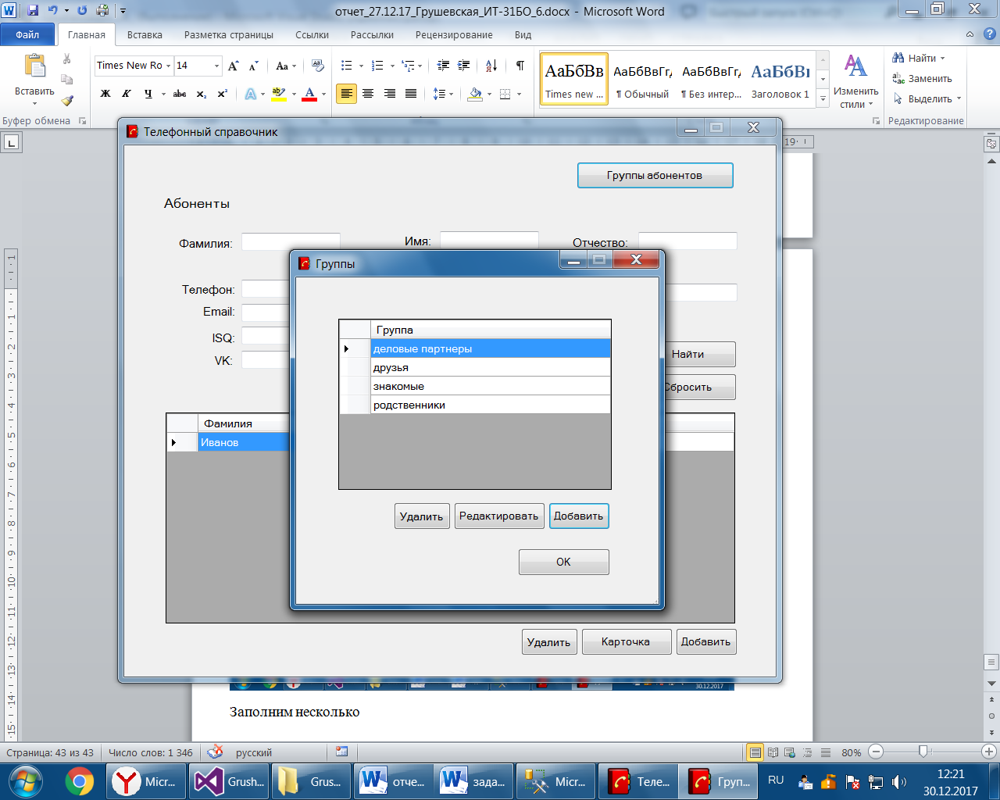 отчет_27.12.17_Грушевская_ИТ-31БО_6.docx - Microsoft Word
Файл Главная Вставка Разметка страницы Ссылки Рассылки Рецензирование Вид
Вставить
Буфер обмена
Times New Ro 14
Ж К Ч abc x₂ x²
АаБбВв АаБбВвГг, АаБбВвГг, АаБбВı
Times new ... ¶ Обычный ¶ Без интер... Заголовок 1
Изменить стили
Найти
Заменить
Выделить
Редактирование
Телефонный справочник
19
Группы абонентов
Абоненты
Фамилия: Имя: Отчество:
Телефон:
Email:
ISQ:
VK:
Найти
Сбросить
Фамилия
Иванов
Группы
Группа
деловые партнеры
друзья
знакомые
родственники
Удалить Редактировать Добавить
OK
Удалить Карточка Добавить
30.12.2017
Заполним несколько
Страница: 43 из 43 Число слов: 1 346 русский 80%
Micr... Grush... Grus... отче... зада... Micr... Теле... Груп... RU
12:21
30.12.2017